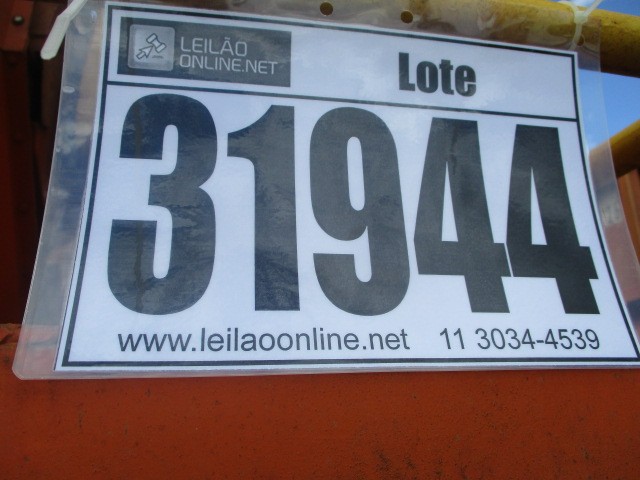 LEILÃO
ONLINE.NET
Lote
31944
www.leilaoonline.net 11 3034-4539